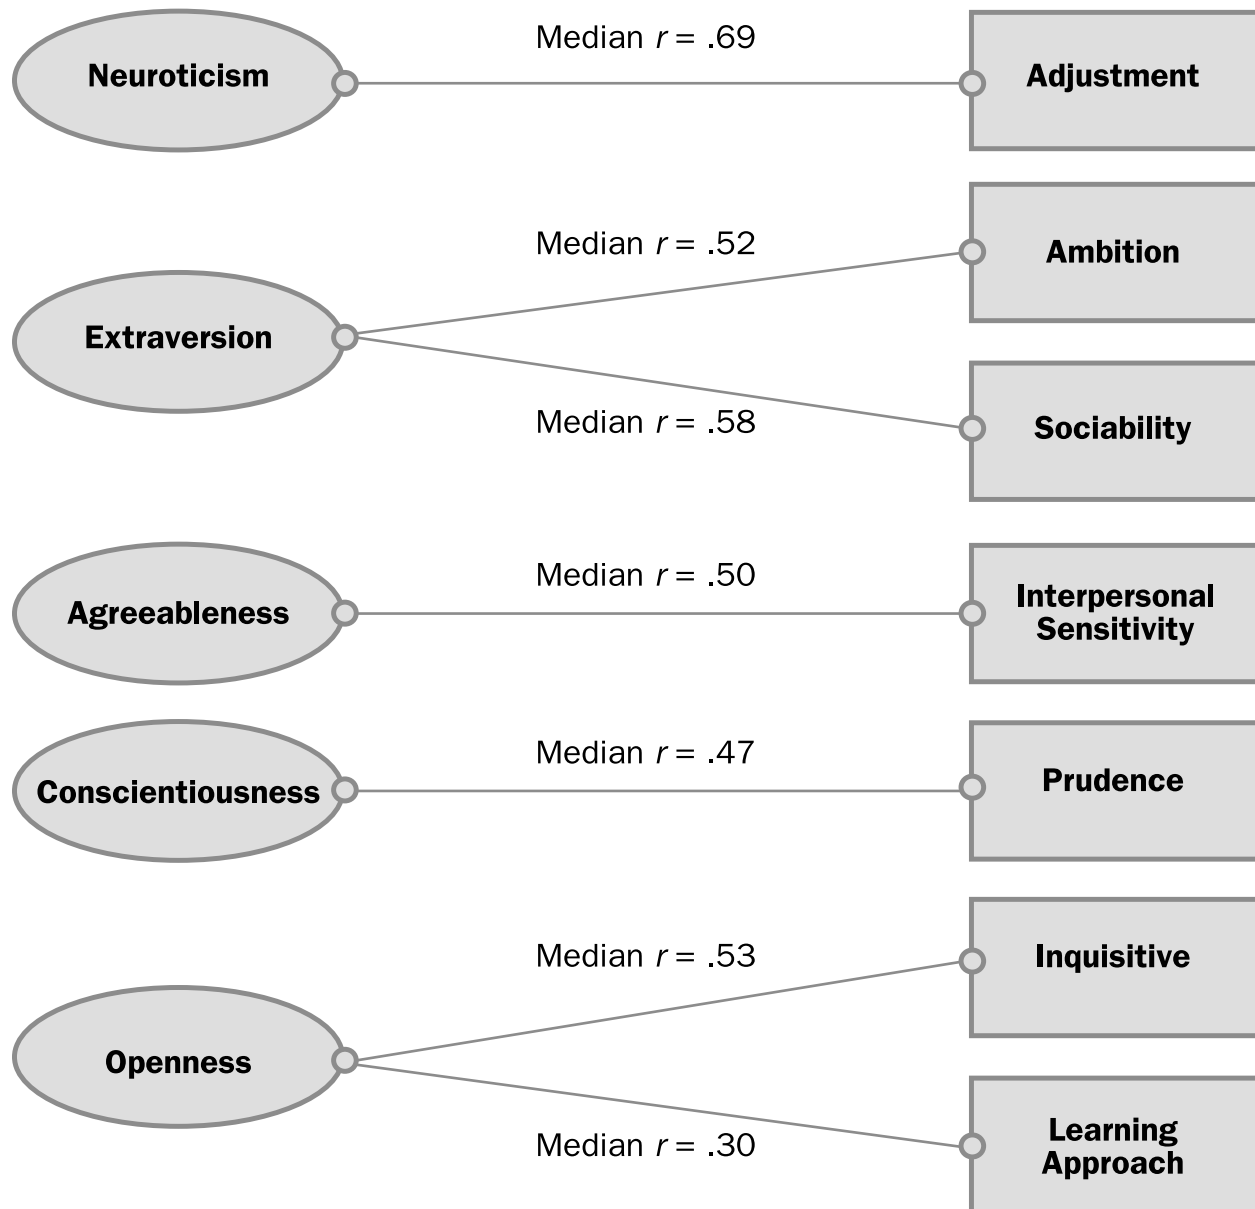 Median r = .69
Neuroticism
Adjustment
Median r = .52
Ambition
Extraversion
Median r = .58
Sociability
Median r = .50
Agreeableness
Interpersonal
Sensitivity
Median r = .47
Conscientiousness
Prudence
Median r = .53
Inquisitive
Openness
Median r = .30
Learning
Approach